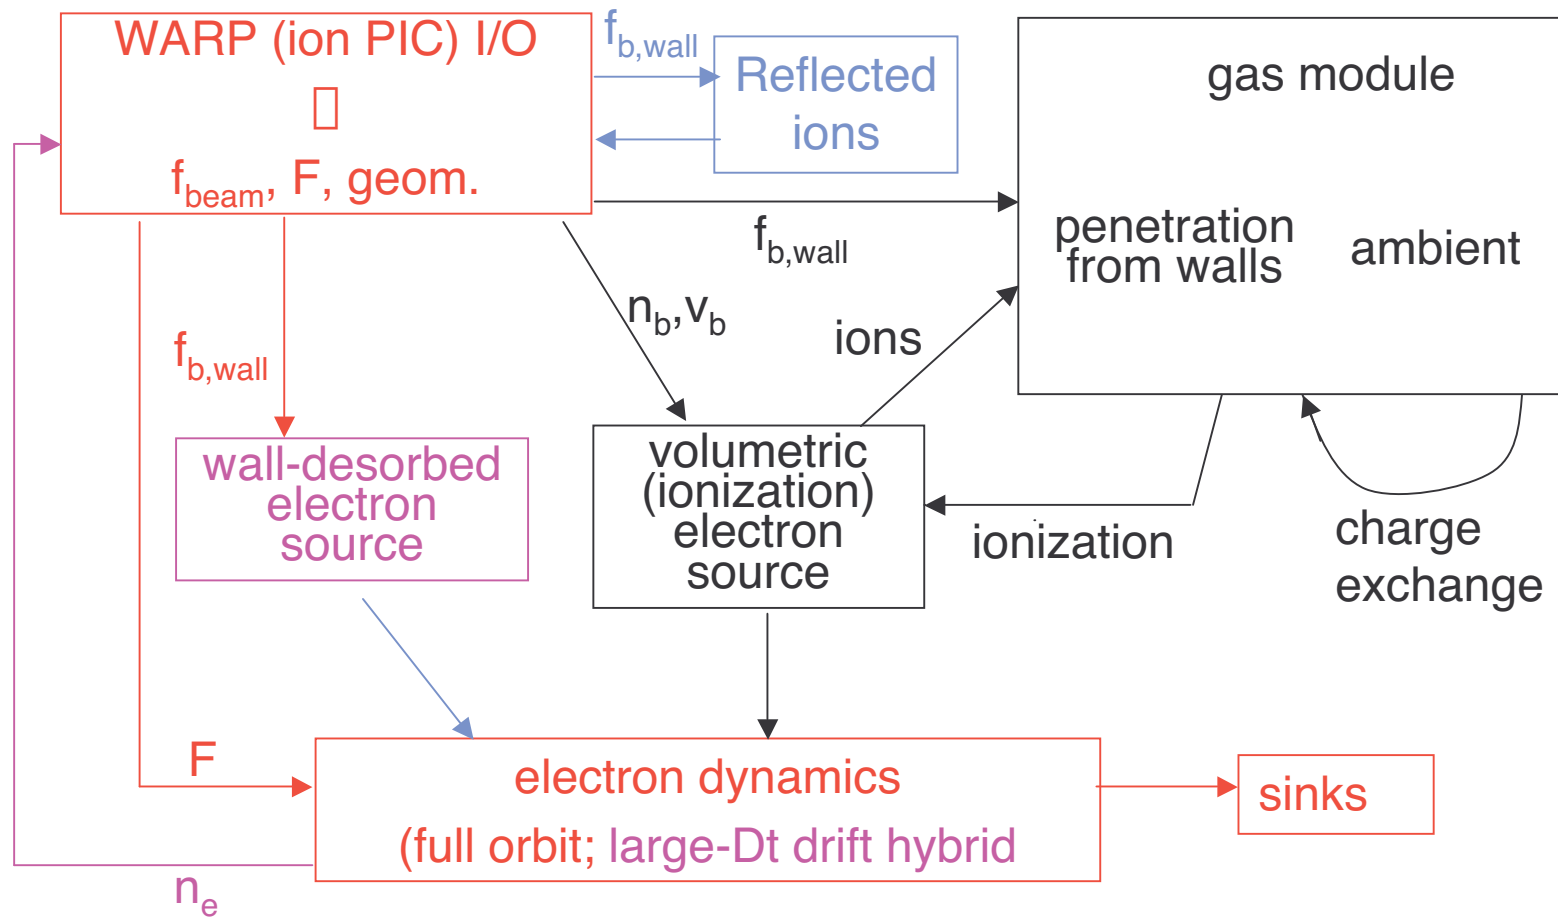 WARP (ion PIC) I/O
f_b,wall
Reflected
ions
gas module
f_beam, F, geom.
f_b,wall
penetration
from walls
ambient
n_b,v_b
ions
f_b,wall
wall-desorbed
electron
source
volumetric
(ionization)
electron
source
ionization
charge
exchange
F
electron dynamics
(full orbit; large-Dt drift hybrid
sinks
n_e